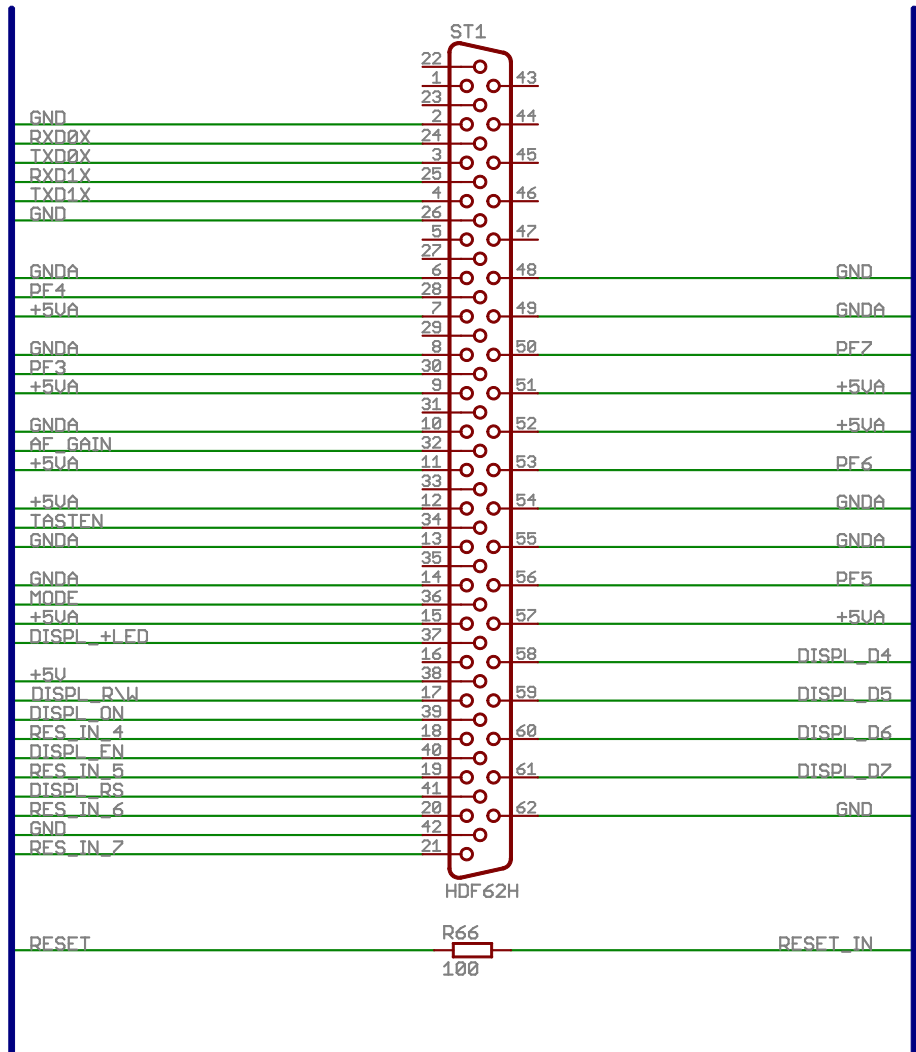 ST1
22
1 43
23
GND 2 44
RXD0X 24
TXD0X 3 45
RXD1X 25
TXD1X 4 46
GND 26
5 47
27
GNDA 6 48 GND
PF4 28
+5VA 7 49 GNDA
29
GNDA 8 50 PF7
PF3 30
+5VA 9 51 +5VA
31
GNDA 10 52 +5VA
AF_GAIN 32
+5VA 11 53 PF6
33
+5VA 12 54 GNDA
TASTEN 34
GNDA 13 55 GNDA
35
GNDA 14 56 PF5
MODE 36
+5VA 15 57 +5VA
DISPL_+LED 37
16 58 DISPL_D4
+5V 38
DISPL_R\W 17 59 DISPL_D5
DISPL_ON 39
RES_IN_4 18 60 DISPL_D6
DISPL_EN 40
RES_IN_5 19 61 DISPL_D7
DISPL_RS 41
RES_IN_6 20 62 GND
GND 42
RES_IN_7 21
HDF62H
R66
RESET RESET_IN
100